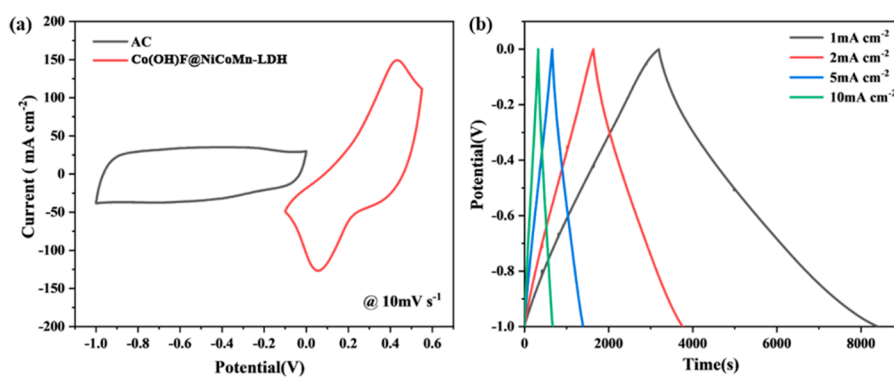 (a)
AC
Co(OH)F@NiCoMn-LDH
200
150
100
50
0
-50
-100
-150
-200
Current ( mA cm⁻²)
@ 10mV s⁻¹
-1.0 -0.8 -0.6 -0.4 -0.2 0.0 0.2 0.4 0.6
Potential(V)
(b)
1mA cm⁻²
2mA cm⁻²
5mA cm⁻²
10mA cm⁻²
0.0
-0.2
-0.4
-0.6
-0.8
-1.0
Potential(V)
0 2000 4000 6000 8000
Time(s)